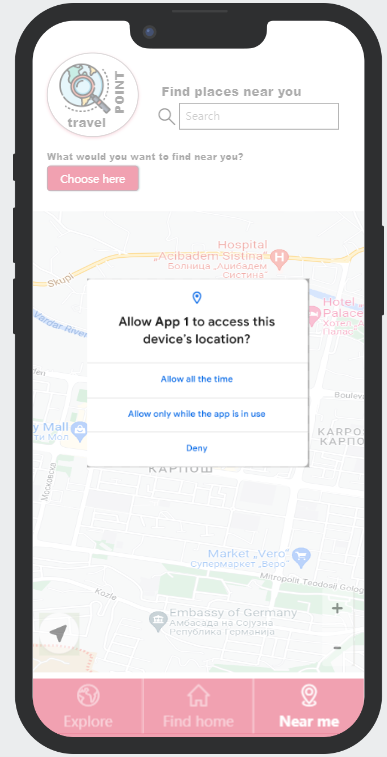 travel
POINT
Find places near you
Search
What would you want to find near you?
Choose here
Hospital
„Acibadem Sistina“
Болница „Аџибадем
Систина“
Skupi
Hotel
Palace
Хотел
Палас
Vardar River
Allow App 1 to access this
device's location?
Allow all the time
Allow only while the app is in use
Deny
fen
Boulev
y Mall
ти Мол
KARPO
КАРПО
КАРПОШ
Московска
Market „Vero“
Супермаркет „Веро“
Mitropolit Teodosij Golog
Kozle
Embassy of Germany
Амбасада на Сојузна
Република Германија
+
-
Explore
Find home
Near me